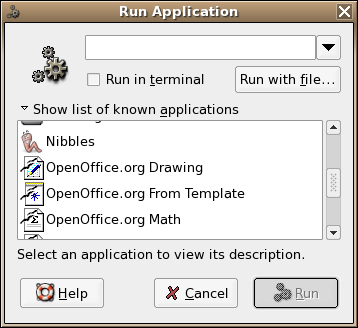 Run Application
Run in terminal
Run with file...
Show list of known applications
Nibbles
OpenOffice.org Drawing
OpenOffice.org From Template
OpenOffice.org Math
Select an application to view its description.
Help
Cancel
Run